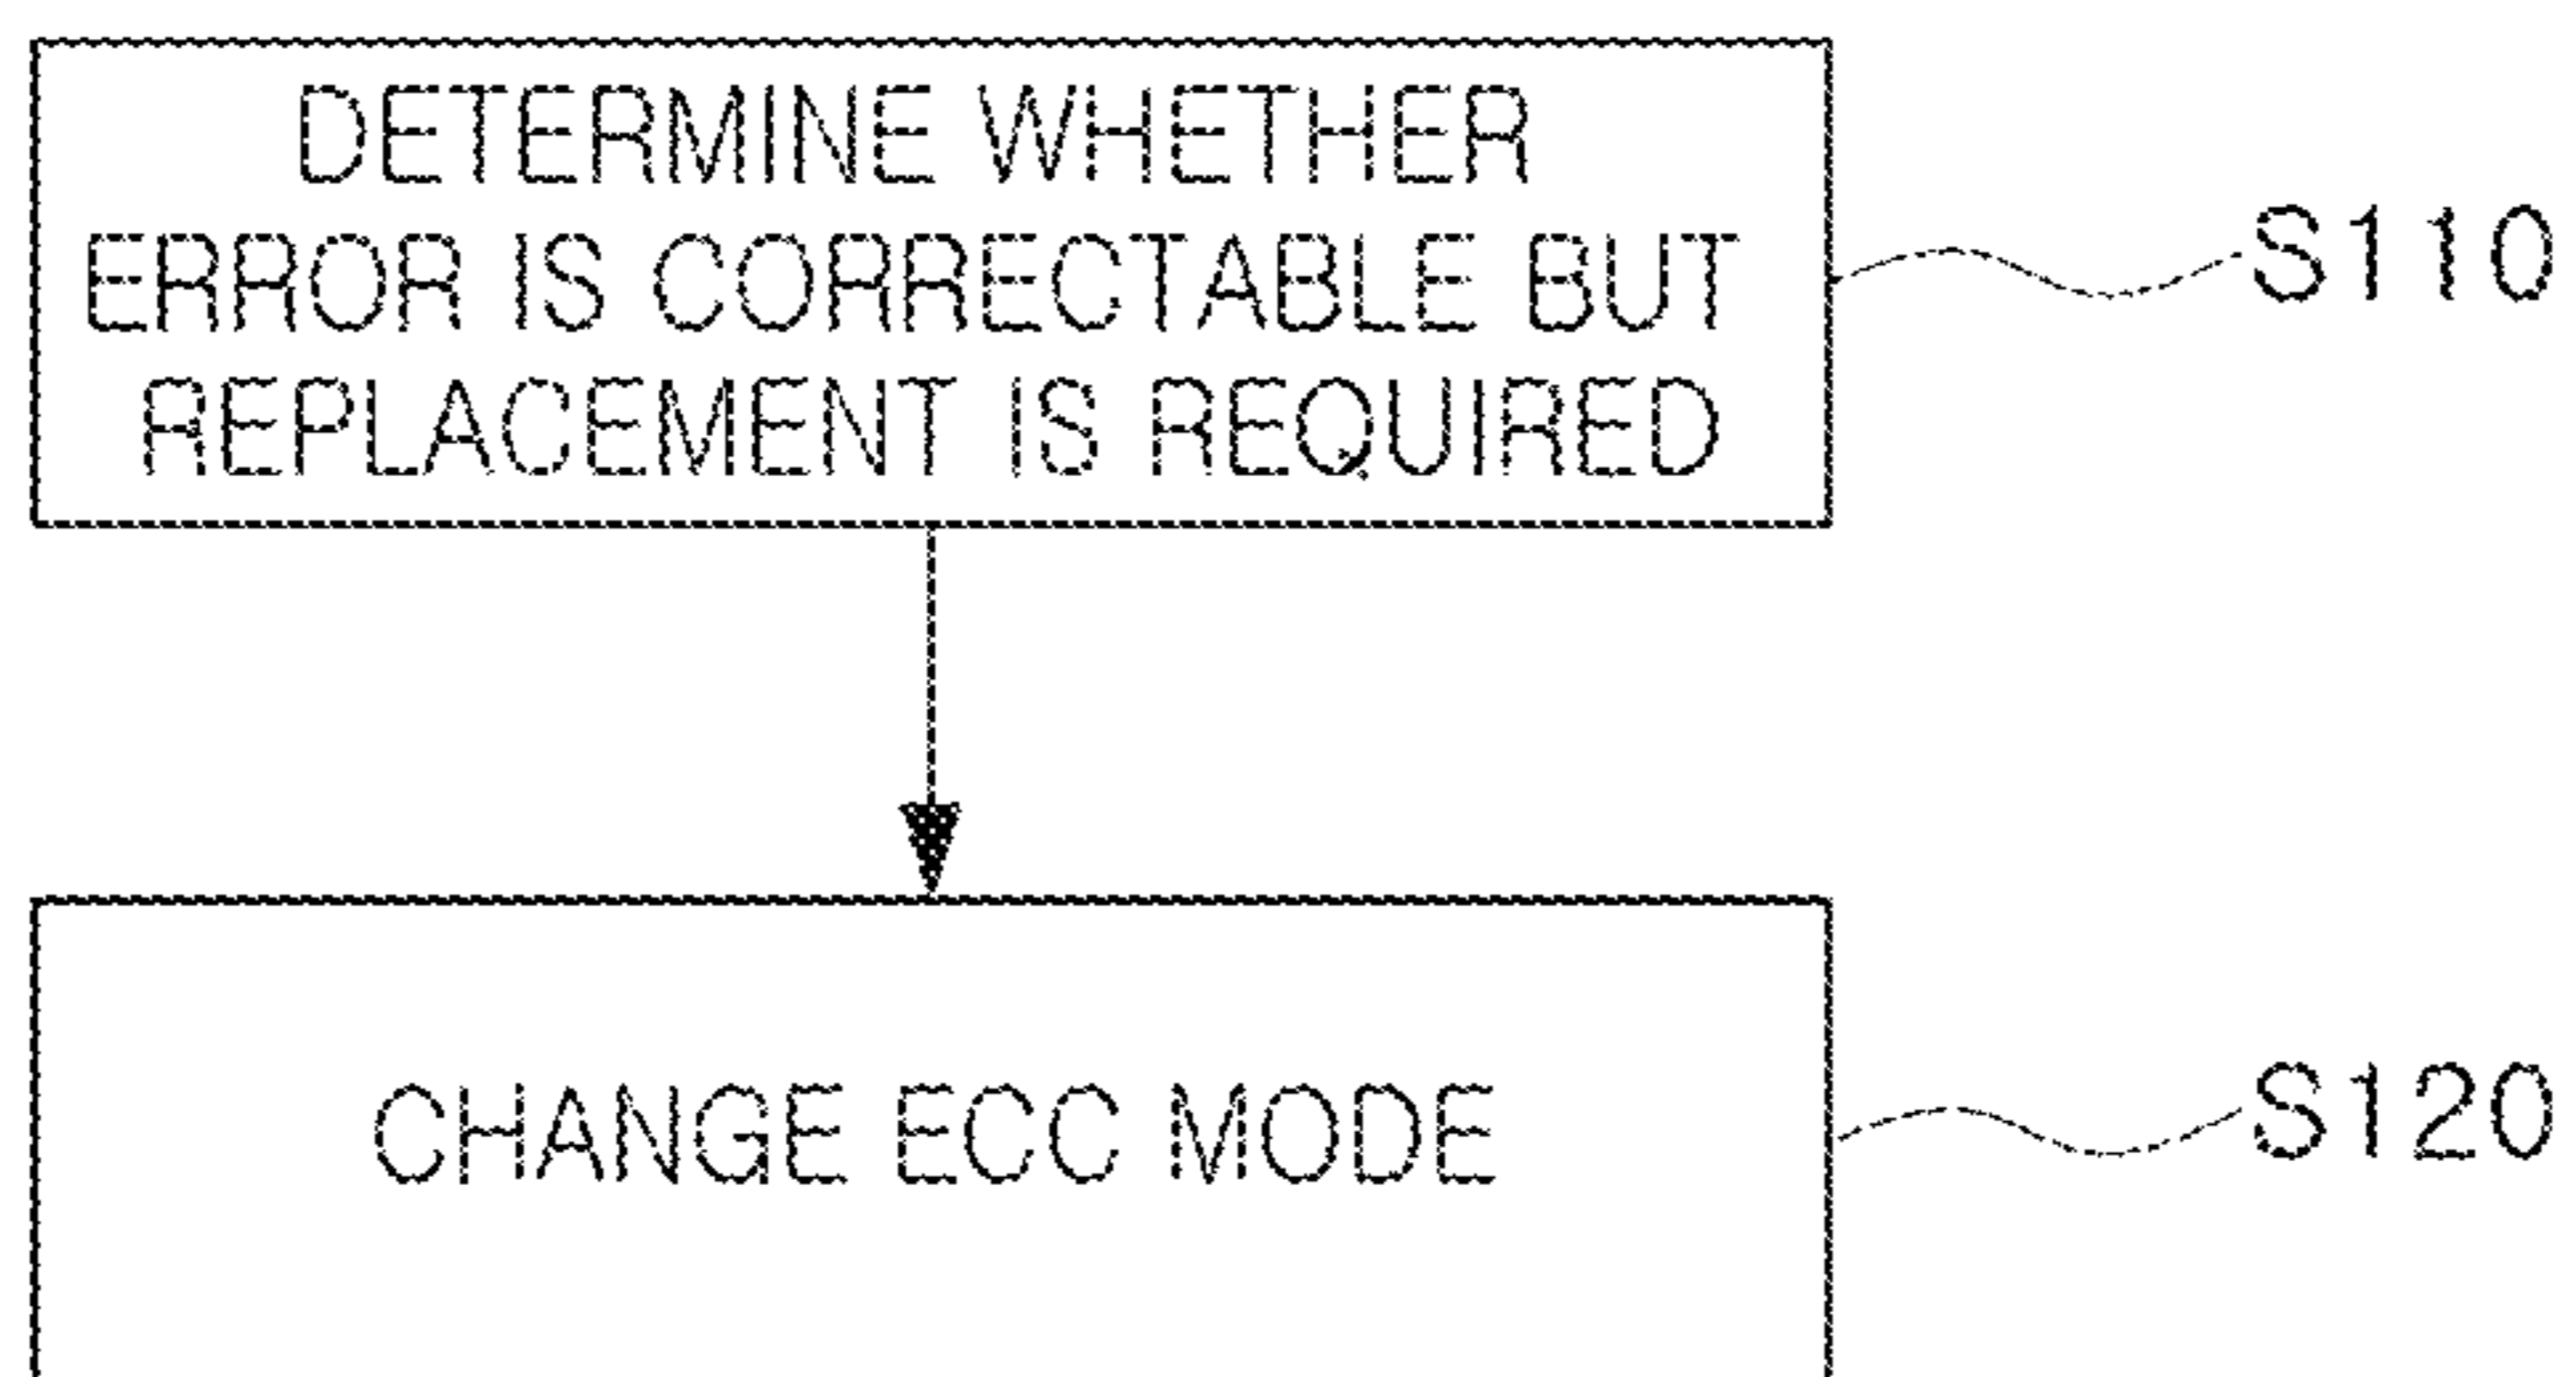 DETERMINE WHETHER
ERROR IS CORRECTABLE BUT
REPLACEMENT IS REQUIRED
S110
CHANGE ECC MODE
S120